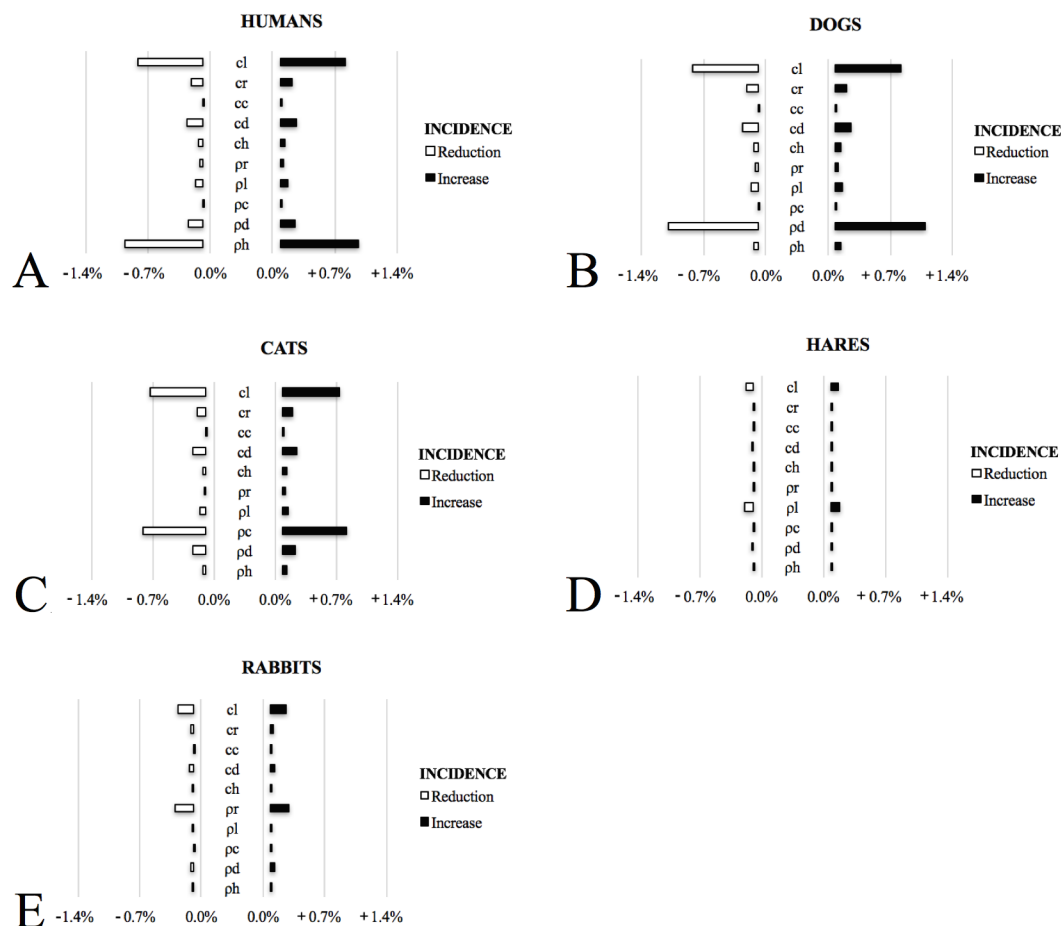 HUMANS
cl
cr
cc
cd
ch
ρr
ρl
ρc
ρd
ρh
- 1.4% - 0.7% 0.0% 0.0% + 0.7% + 1.4%
INCIDENCE
Reduction
Increase
A
DOGS
cl
cr
cc
cd
ch
ρr
ρl
ρc
ρd
ρh
- 1.4% - 0.7% 0.0% 0.0% + 0.7% + 1.4%
INCIDENCE
Reduction
Increase
B
CATS
cl
cr
cc
cd
ch
ρr
ρl
ρc
ρd
ρh
- 1.4% - 0.7% 0.0% 0.0% + 0.7% + 1.4%
INCIDENCE
Reduction
Increase
C
HARES
cl
cr
cc
cd
ch
ρr
ρl
ρc
ρd
ρh
- 1.4% - 0.7% 0.0% 0.0% + 0.7% + 1.4%
INCIDENCE
Reduction
Increase
D
RABBITS
cl
cr
cc
cd
ch
ρr
ρl
ρc
ρd
ρh
- 1.4% - 0.7% 0.0% 0.0% + 0.7% + 1.4%
INCIDENCE
Reduction
Increase
E